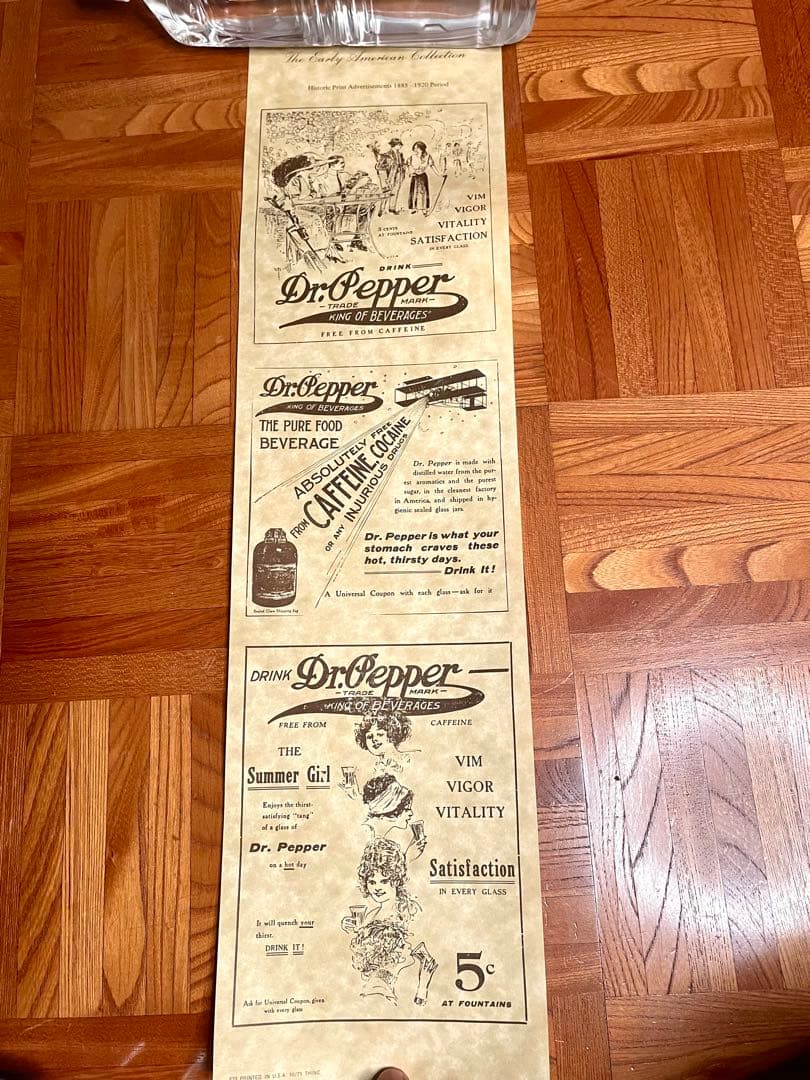 The Early American Collection
Historic Print Advertisements 1885 - 1920 Period
5 CENTS
AT FOUNTAINS
VIM
VIGOR
VITALITY
SATISFACTION
IN EVERY GLASS
DRINK
Dr. Pepper
TRADE MARK
KING OF BEVERAGES
FREE FROM CAFFEINE
Dr. Pepper
KING OF BEVERAGES
THE PURE FOOD
BEVERAGE
ABSOLUTELY FREE
FROM CAFFEINE COCAINE
OR ANY INJURIOUS DRUGS
Dr. Pepper is made with
distilled water from the pur-
est aromatics and the purest
sugar, in the cleanest factory
in America, and shipped in hy-
gienic sealed glass jars.
Dr. Pepper is what your
stomach craves these
hot, thirsty days.
Drink It!
Sealed Glass Shipping Jug
A Universal Coupon with each glass—ask for it
DRINK Dr. Pepper
TRADE MARK
KING OF BEVERAGES
FREE FROM CAFFEINE
THE
Summer Girl
Enjoys the thirst-
satisfying "tang"
of a glass of
Dr. Pepper
on a hot day
It will quench your
thirst.
DRINK IT!
VIM
VIGOR
VITALITY
Satisfaction
IN EVERY GLASS
5c
AT FOUNTAINS
Ask for Universal Coupon, given
with every glass
PRINTED IN U.S.A.